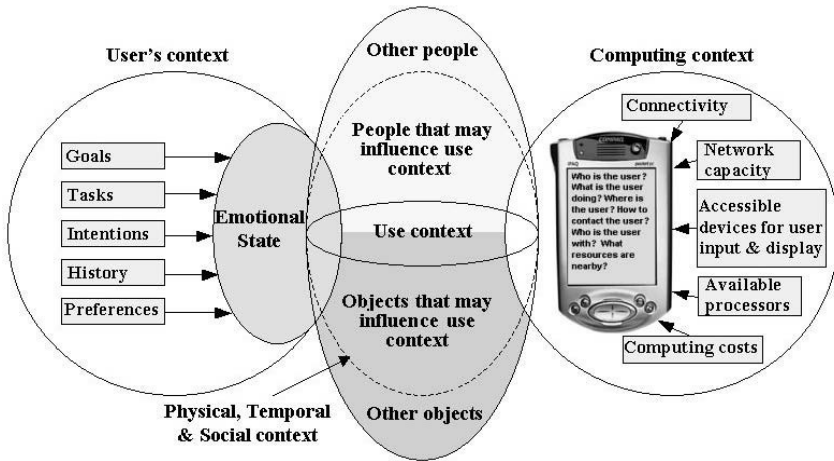 User's context
Goals
Tasks
Intentions
History
Preferences
Emotional
State
Other people
People that may
influence use
context
Use context
Objects that may
influence use
context
Other objects
Physical, Temporal
& Social context
Computing context
Connectivity
Network
capacity
Accessible
devices for user
input & display
Available
processors
Computing costs
Who is the user?
What is the user
doing? Where is
the user? How to
contact the user?
Who is the user
with? What
resources are
nearby?